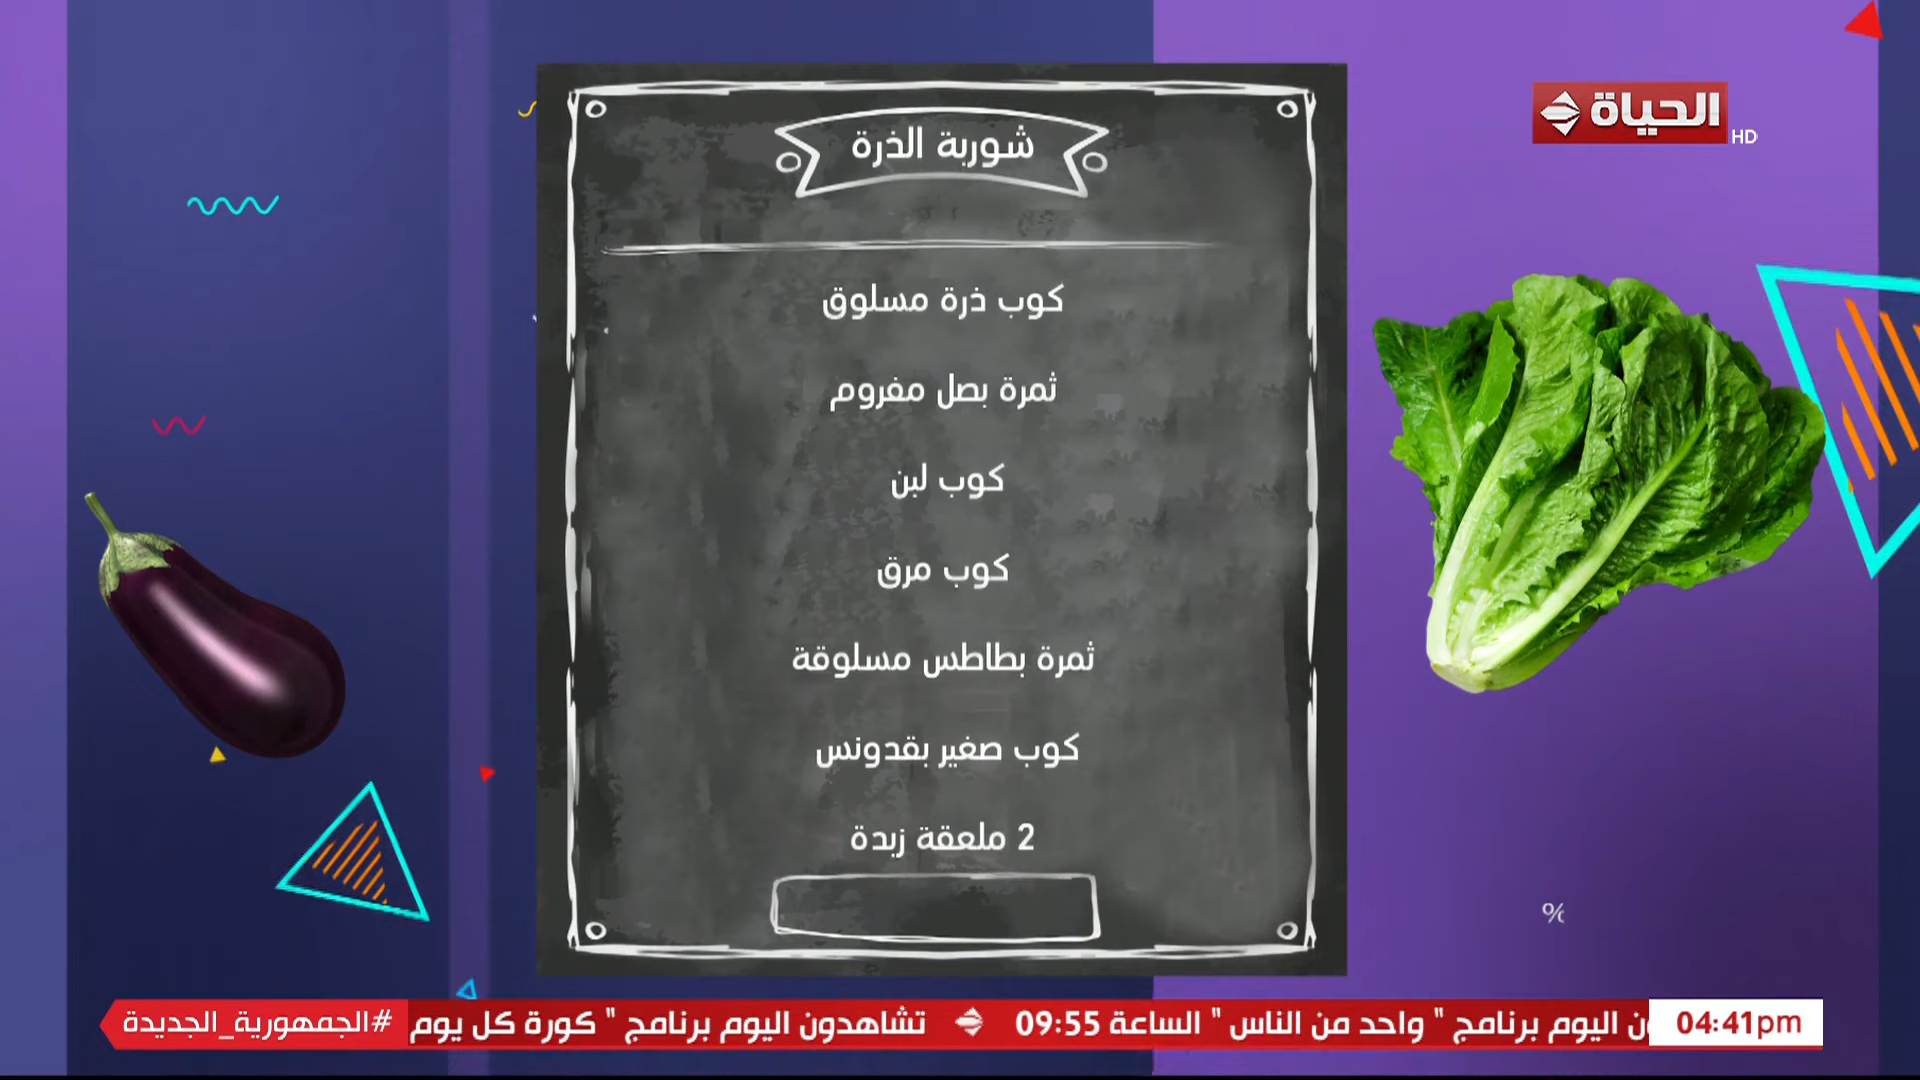 الحياة
HD
شوربة الذرة
كوب ذرة مسلوق
ثمرة بصل مفروم
كوب لبن
كوب مرق
ثمرة بطاطس مسلوقة
كوب صغير بقدونس
2 ملعقة زبدة
%
04:41pm
ن اليوم برنامج " واحد من الناس " الساعة 09:55 تشاهدون اليوم برنامج " كورة كل يوم
#الجمهورية_الجديدة